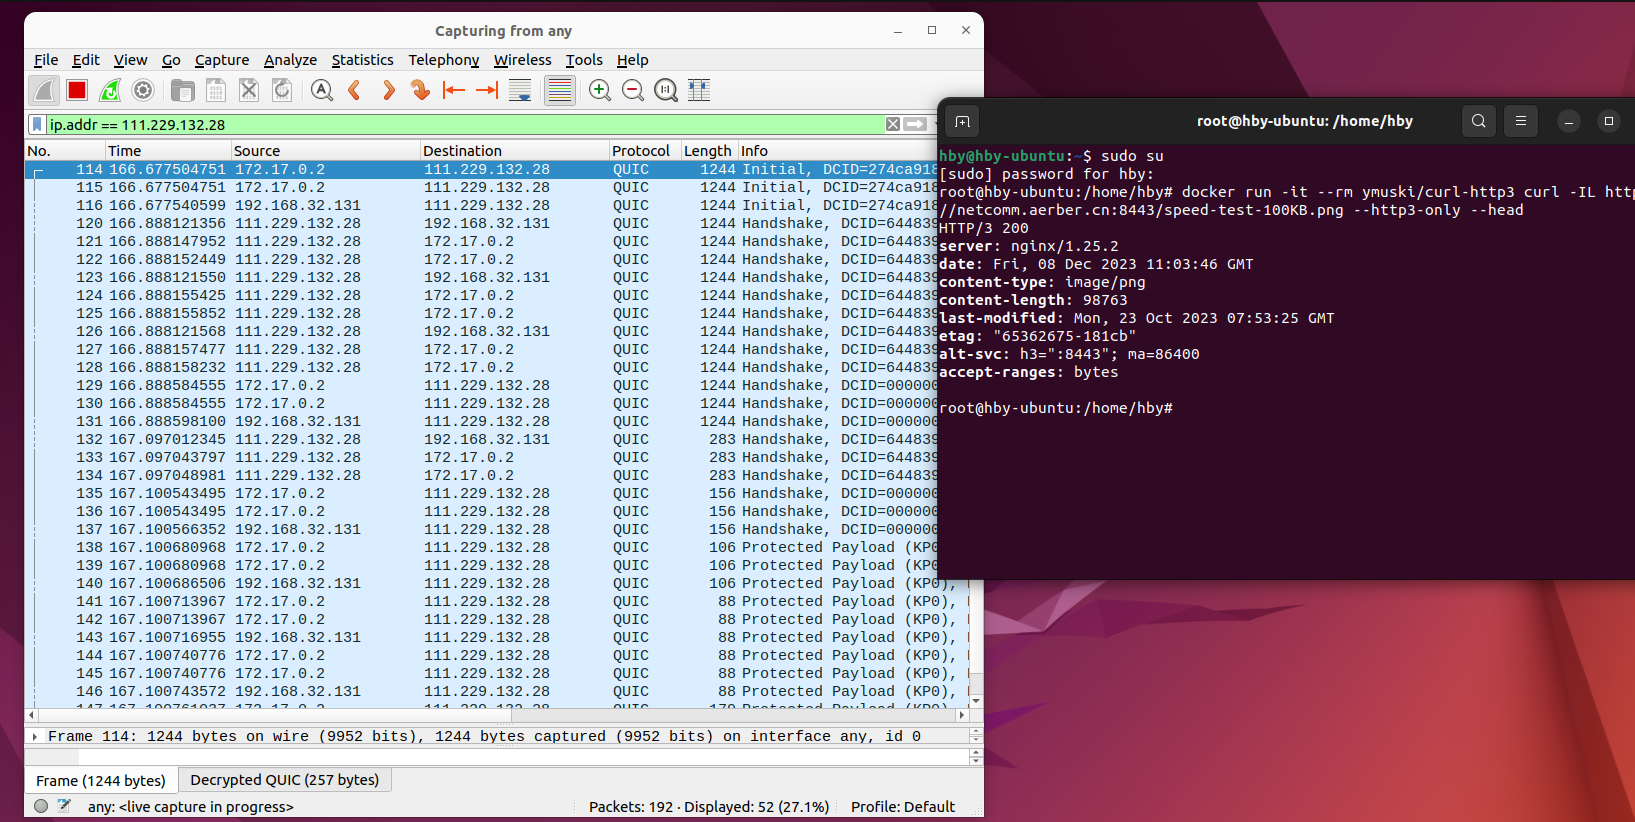 Capturing from any
File Edit View Go Capture Analyze Statistics Telephony Wireless Tools Help
ip.addr == 111.229.132.28
No. Time Source Destination Protocol Length Info
114 166.677504751 172.17.0.2 111.229.132.28 QUIC 1244 Initial, DCID=274ca918
115 166.677504751 172.17.0.2 111.229.132.28 QUIC 1244 Initial, DCID=274ca918
116 166.677540599 192.168.32.131 111.229.132.28 QUIC 1244 Initial, DCID=274ca918
120 166.888121356 111.229.132.28 192.168.32.131 QUIC 1244 Handshake, DCID=644839
121 166.888147952 111.229.132.28 172.17.0.2 QUIC 1244 Handshake, DCID=644839
122 166.888152449 111.229.132.28 172.17.0.2 QUIC 1244 Handshake, DCID=644839
123 166.888121550 111.229.132.28 192.168.32.131 QUIC 1244 Handshake, DCID=644839
124 166.888155425 111.229.132.28 172.17.0.2 QUIC 1244 Handshake, DCID=644839
125 166.888155852 111.229.132.28 172.17.0.2 QUIC 1244 Handshake, DCID=644839
126 166.888121568 111.229.132.28 192.168.32.131 QUIC 1244 Handshake, DCID=644839
127 166.888157477 111.229.132.28 172.17.0.2 QUIC 1244 Handshake, DCID=644839
128 166.888158232 111.229.132.28 172.17.0.2 QUIC 1244 Handshake, DCID=644839
129 166.888584555 172.17.0.2 111.229.132.28 QUIC 1244 Handshake, DCID=000000
130 166.888584555 172.17.0.2 111.229.132.28 QUIC 1244 Handshake, DCID=000000
131 166.888598100 192.168.32.131 111.229.132.28 QUIC 1244 Handshake, DCID=000000
132 167.097012345 111.229.132.28 192.168.32.131 QUIC 283 Handshake, DCID=644839
133 167.097043797 111.229.132.28 172.17.0.2 QUIC 283 Handshake, DCID=644839
134 167.097048981 111.229.132.28 172.17.0.2 QUIC 283 Handshake, DCID=644839
135 167.100543495 172.17.0.2 111.229.132.28 QUIC 156 Handshake, DCID=000000
136 167.100543495 172.17.0.2 111.229.132.28 QUIC 156 Handshake, DCID=000000
137 167.100566352 192.168.32.131 111.229.132.28 QUIC 156 Handshake, DCID=000000
138 167.100680968 172.17.0.2 111.229.132.28 QUIC 106 Protected Payload (KP0
139 167.100680968 172.17.0.2 111.229.132.28 QUIC 106 Protected Payload (KP0
140 167.100686506 192.168.32.131 111.229.132.28 QUIC 106 Protected Payload (KP0),
141 167.100713967 172.17.0.2 111.229.132.28 QUIC 88 Protected Payload (KP0),
142 167.100713967 172.17.0.2 111.229.132.28 QUIC 88 Protected Payload (KP0),
143 167.100716955 192.168.32.131 111.229.132.28 QUIC 88 Protected Payload (KP0),
144 167.100740776 172.17.0.2 111.229.132.28 QUIC 88 Protected Payload (KP0),
145 167.100740776 172.17.0.2 111.229.132.28 QUIC 88 Protected Payload (KP0),
146 167.100743572 192.168.32.131 111.229.132.28 QUIC 88 Protected Payload (KP0),
Frame 114: 1244 bytes on wire (9952 bits), 1244 bytes captured (9952 bits) on interface any, id 0
Frame (1244 bytes) Decrypted QUIC (257 bytes)
any: <live capture in progress> Packets: 192 · Displayed: 52 (27.1%) Profile: Default
root@hby-ubuntu: /home/hby
hby@hby-ubuntu:~$ sudo su
[sudo] password for hby:
root@hby-ubuntu:/home/hby# docker run -it --rm ymuski/curl-http3 curl -IL http
//netcomm.aerber.cn:8443/speed-test-100KB.png --http3-only --head
HTTP/3 200
server: nginx/1.25.2
date: Fri, 08 Dec 2023 11:03:46 GMT
content-type: image/png
content-length: 98763
last-modified: Mon, 23 Oct 2023 07:53:25 GMT
etag: "65362675-181cb"
alt-svc: h3=":8443"; ma=86400
accept-ranges: bytes
root@hby-ubuntu:/home/hby#